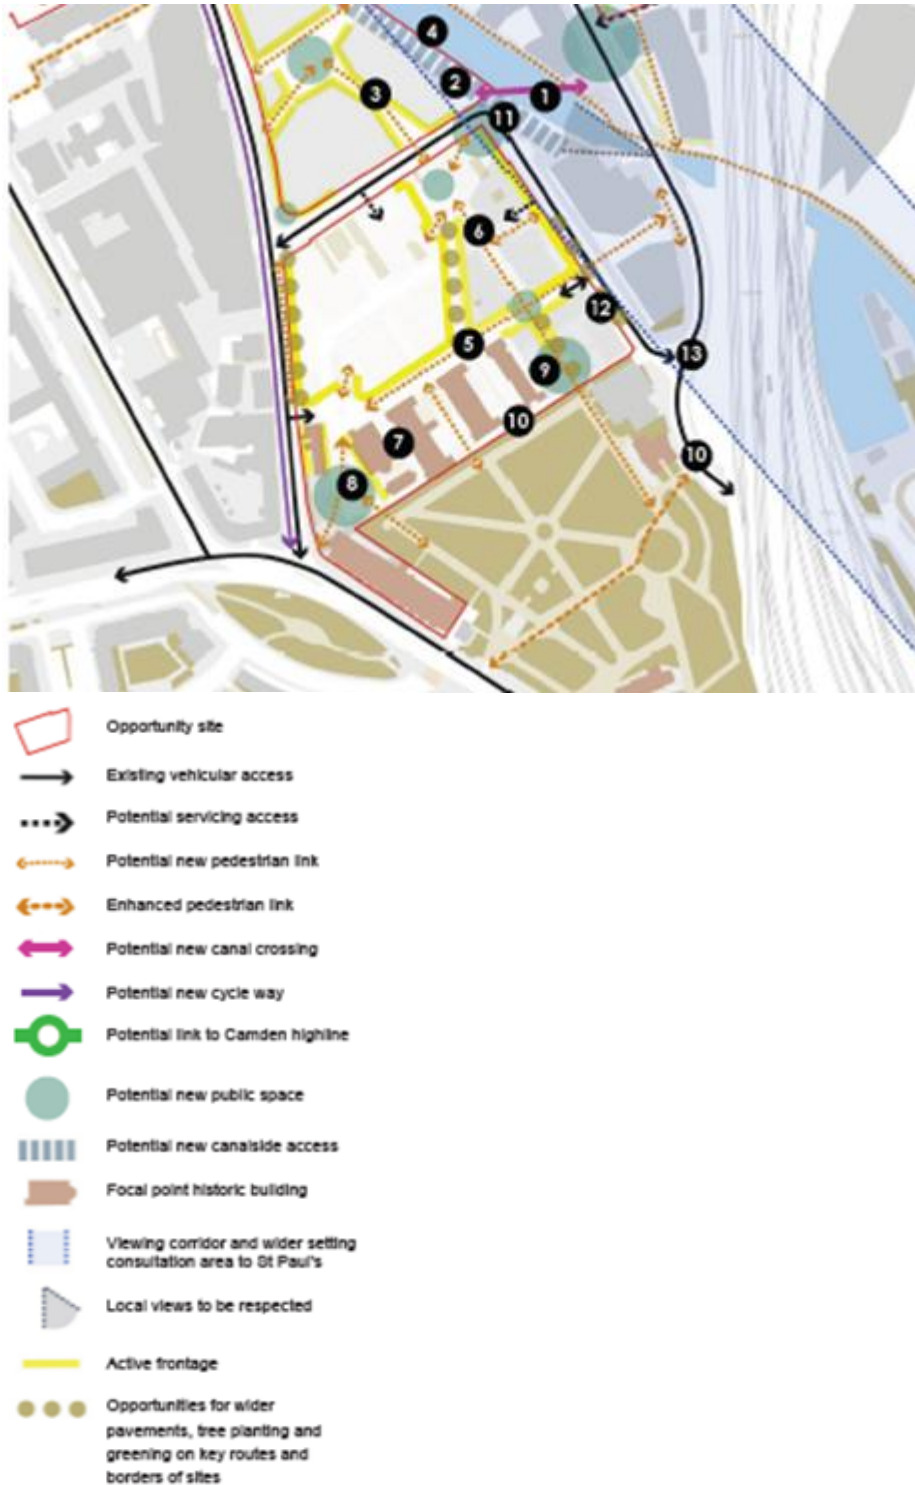 4
2
1
3
11
6
12
5
13
9
10
7
10
8
Opportunity site
Existing vehicular access
Potential servicing access
Potential new pedestrian link
Enhanced pedestrian link
Potential new canal crossing
Potential new cycle way
Potential link to Camden highline
Potential new public space
Potential new canalside access
Focal point historic building
Viewing corridor and wider setting
consultation area to St Paul's
Local views to be respected
Active frontage
Opportunities for wider
pavements, tree planting and
greening on key routes and
borders of sites